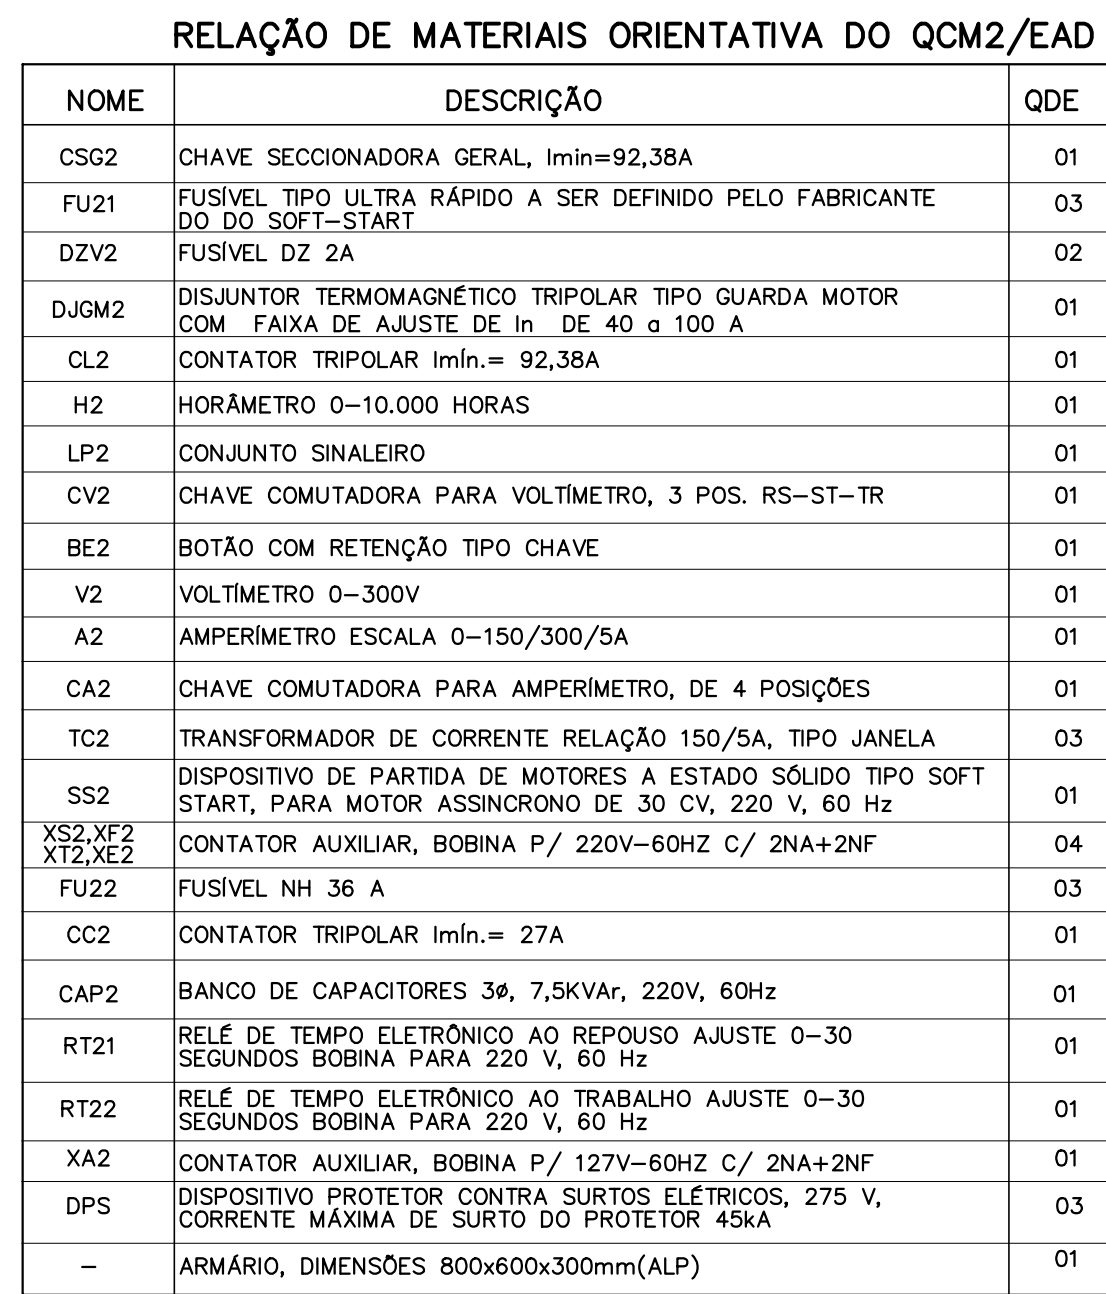 RELAÇÃO DE MATERIAIS ORIENTATIVA DO QCM2/EAD
NOME DESCRIÇÃO QDE
CSG2 CHAVE SECCIONADORA GERAL, Imin=92,38A 01
FU21 FUSÍVEL TIPO ULTRA RÁPIDO A SER DEFINIDO PELO FABRICANTE 03
DO DO SOFT-START
DZV2 FUSÍVEL DZ 2A 02
DJGM2 DISJUNTOR TERMOMAGNÉTICO TRIPOLAR TIPO GUARDA MOTOR 01
COM FAIXA DE AJUSTE DE In DE 40 a 100 A
CL2 CONTATOR TRIPOLAR Imín.= 92,38A 01
H2 HORÂMETRO 0-10.000 HORAS 01
LP2 CONJUNTO SINALEIRO 01
CV2 CHAVE COMUTADORA PARA VOLTÍMETRO, 3 POS. RS-ST-TR 01
BE2 BOTÃO COM RETENÇÃO TIPO CHAVE 01
V2 VOLTÍMETRO 0-300V 01
A2 AMPERÍMETRO ESCALA 0-150/300/5A 01
CA2 CHAVE COMUTADORA PARA AMPERÍMETRO, DE 4 POSIÇÕES 01
TC2 TRANSFORMADOR DE CORRENTE RELAÇÃO 150/5A, TIPO JANELA 03
SS2 DISPOSITIVO DE PARTIDA DE MOTORES A ESTADO SÓLIDO TIPO SOFT 01
START, PARA MOTOR ASSINCRONO DE 30 CV, 220 V, 60 Hz
XS2,XF2
XT2,XE2 CONTATOR AUXILIAR, BOBINA P/ 220V-60HZ C/ 2NA+2NF 04
FU22 FUSÍVEL NH 36 A 03
CC2 CONTATOR TRIPOLAR Imín.= 27A 01
CAP2 BANCO DE CAPACITORES 3ø, 7,5KVAr, 220V, 60Hz 01
RT21 RELÉ DE TEMPO ELETRÔNICO AO REPOUSO AJUSTE 0-30 01
SEGUNDOS BOBINA PARA 220 V, 60 Hz
RT22 RELÉ DE TEMPO ELETRÔNICO AO TRABALHO AJUSTE 0-30 01
SEGUNDOS BOBINA PARA 220 V, 60 Hz
XA2 CONTATOR AUXILIAR, BOBINA P/ 127V-60HZ C/ 2NA+2NF 01
DPS DISPOSITIVO PROTETOR CONTRA SURTOS ELÉTRICOS, 275 V, 03
CORRENTE MÁXIMA DE SURTO DO PROTETOR 45kA
- ARMÁRIO, DIMENSÕES 800x600x300mm(ALP) 01